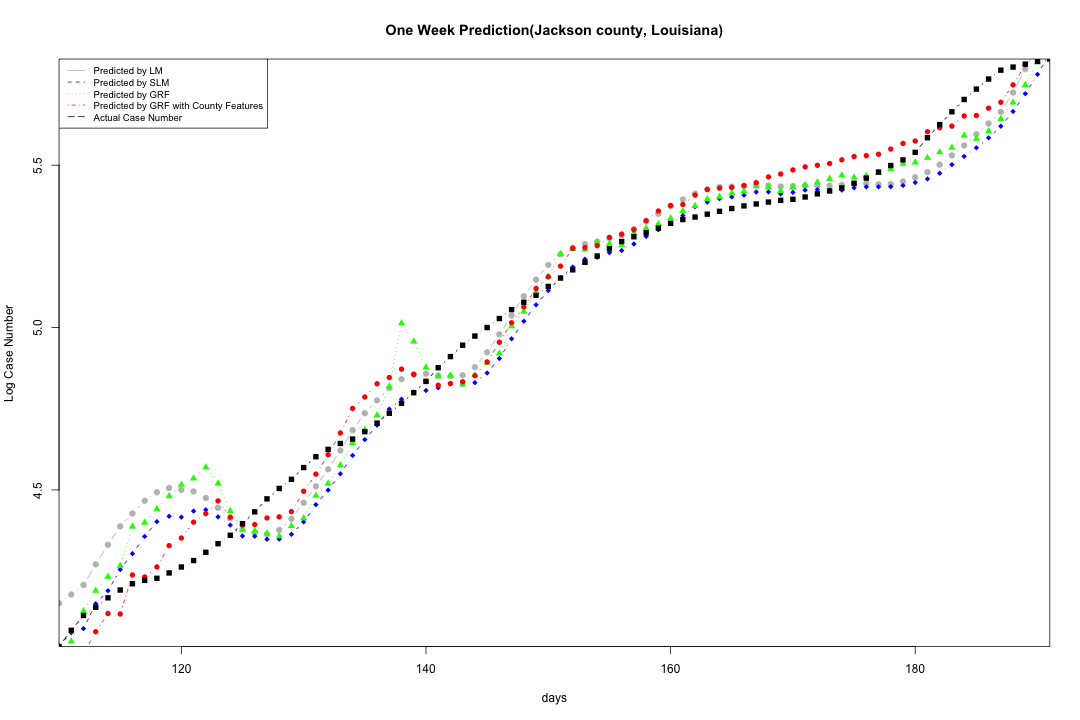 One Week Prediction(Jackson county, Louisiana)
Predicted by LM
Predicted by SLM
Predicted by GRF
Predicted by GRF with County Features
Actual Case Number
5.5
5.0
4.5
Log Case Number
120
140
160
180
days